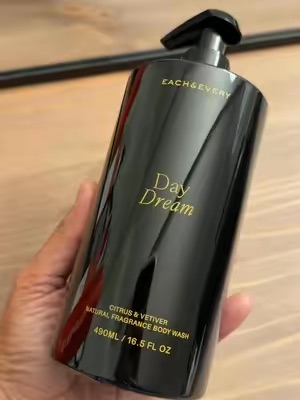 EACH&EVERY
Day
Dream
CITRUS & VETIVER
NATURAL FRAGRANCE BODY WASH
490ML / 16.5 FL OZ